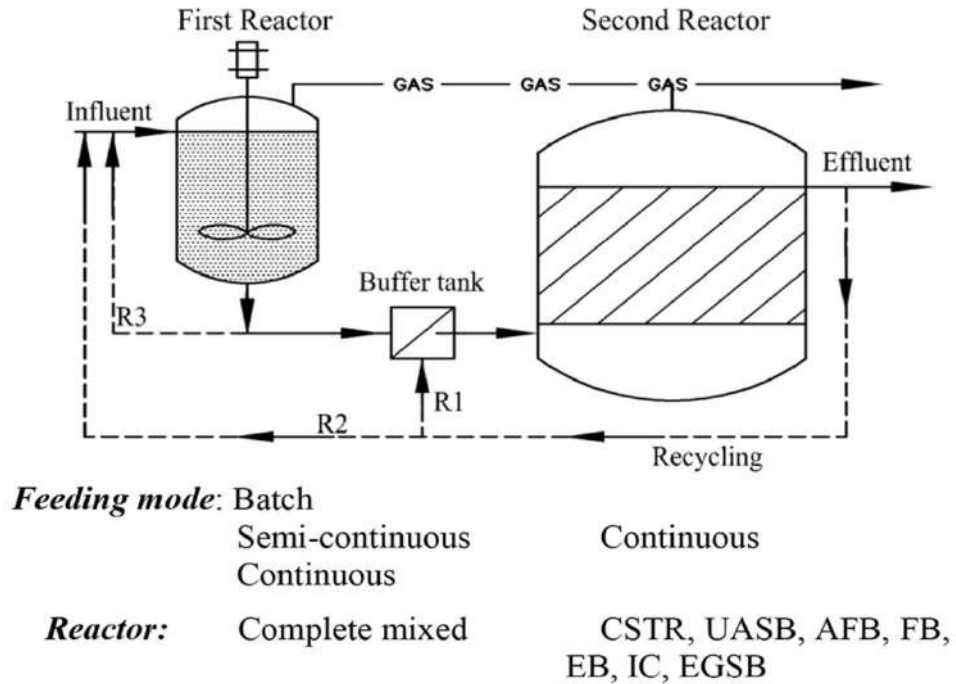 First Reactor
Second Reactor
GAS GAS GAS
Influent
Effluent
Buffer tank
R3
R1
R2
Recycling
Feeding mode: Batch
Semi-continuous Continuous
Continuous
Reactor: Complete mixed CSTR, UASB, AFB, FB,
EB, IC, EGSB